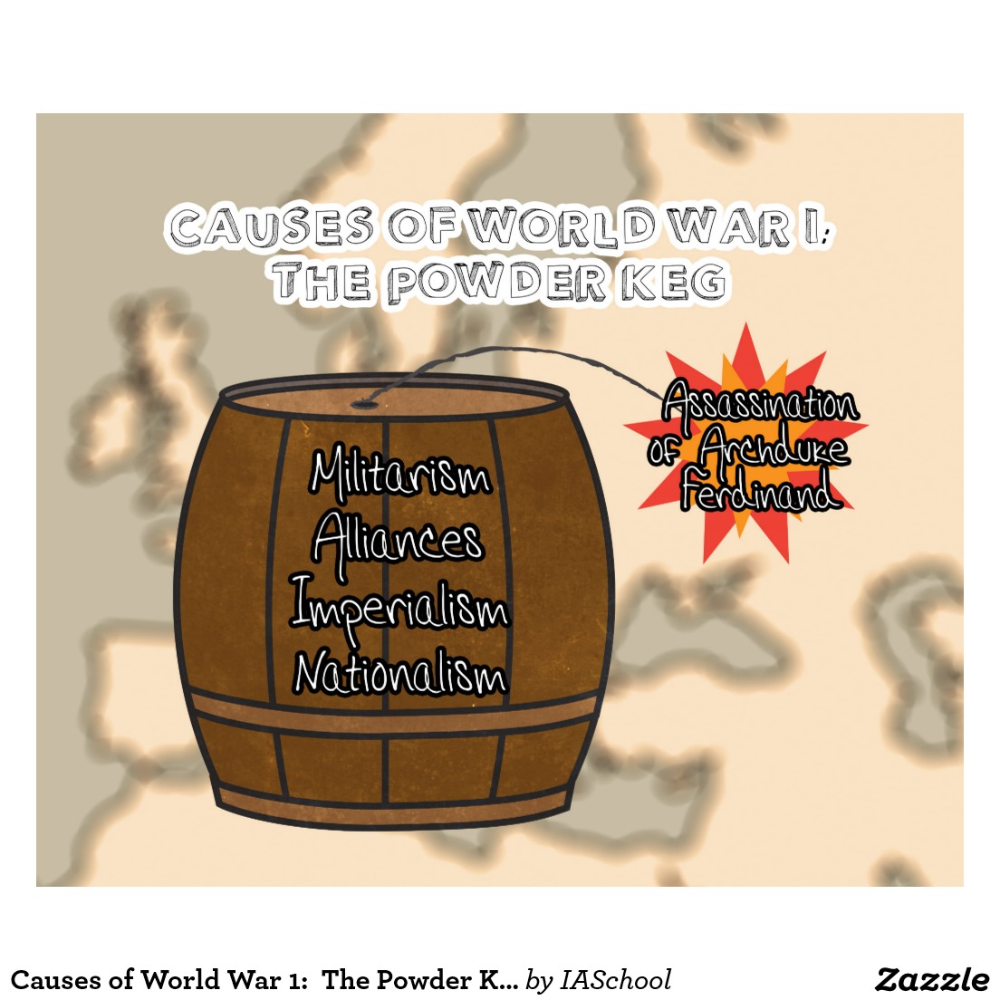 CAUSES OF WORLD WAR I:
THE POWDER KEG
Assassination
of Archduke
Ferdinand
Militarism
Alliances
Imperialism
Nationalism
Causes of World War 1:  The Powder K... by IASchool
Zazzle